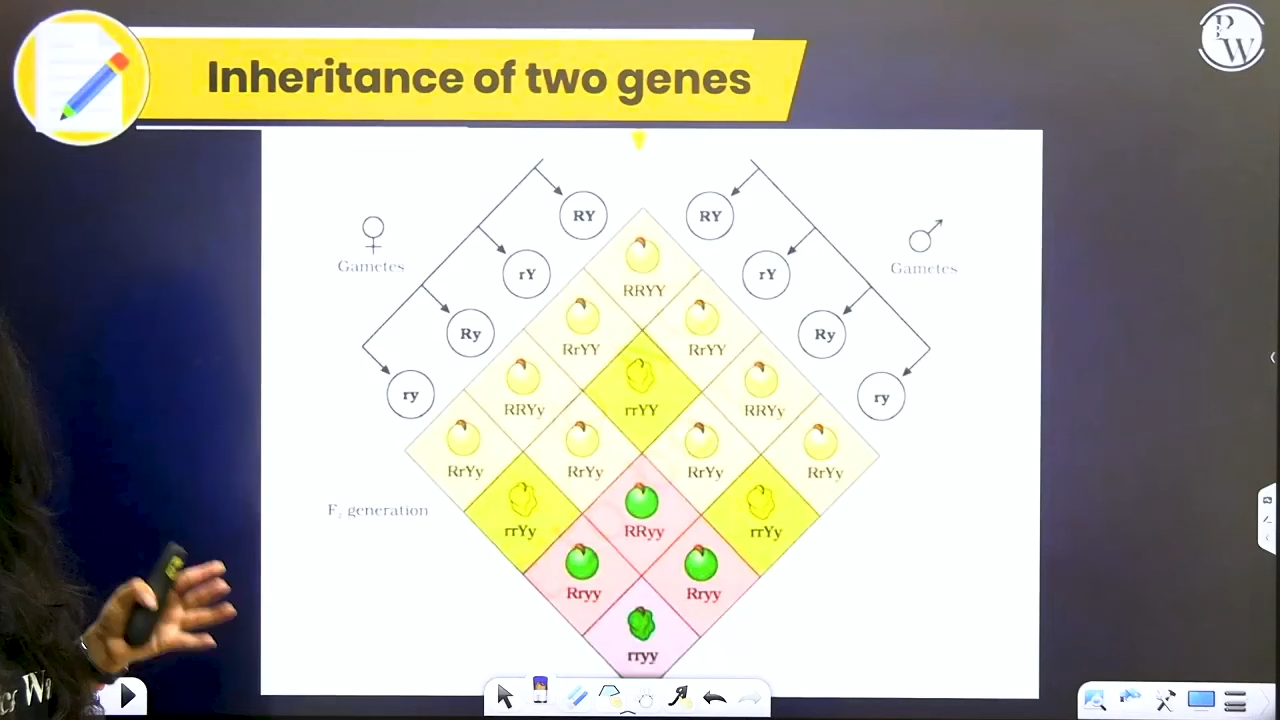 Inheritance of two genes
PW
RY RY
♀ ♂
Gametes Gametes
rY rY
RRYY
Ry Ry
RrYY RrYY
ry ry
RRYy rrYY RRYy
RrYy RrYy RrYy RrYy
F2 generation
rrYy RRyy rrYy
Rryy Rryy
rryy